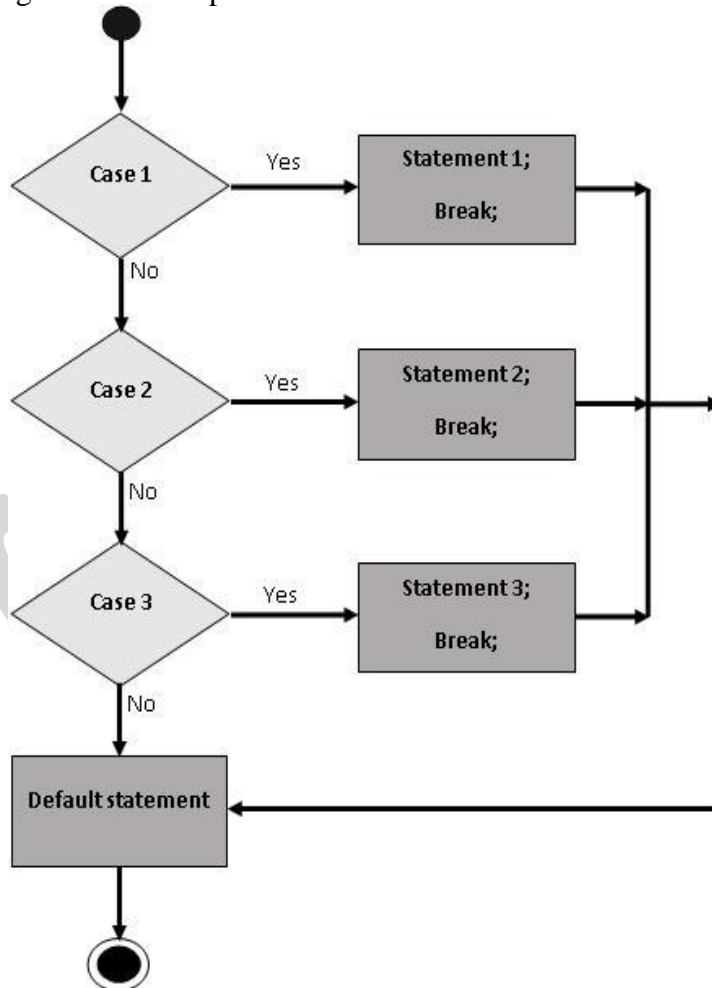 Case 1
Yes
Statement 1;
Break;
No
Case 2
Yes
Statement 2;
Break;
No
Case 3
Yes
Statement 3;
Break;
No
Default statement